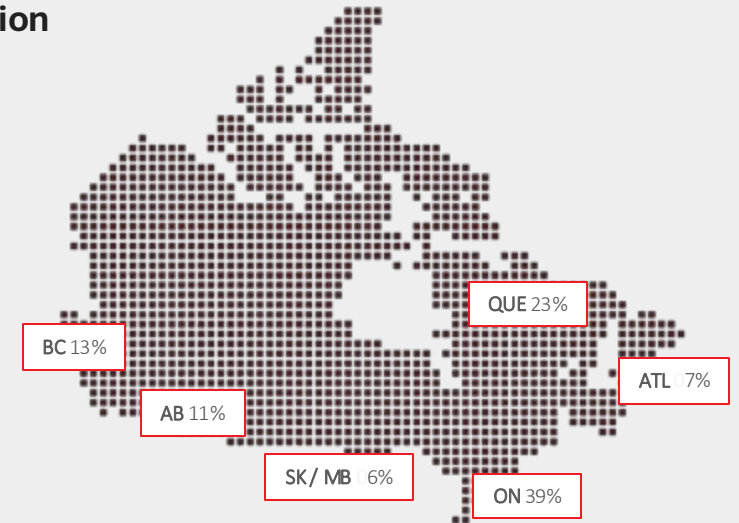 ion
QUE 23%
BC 13%
ATL 07%
AB 11%
SK / MB 06%
ON 39%